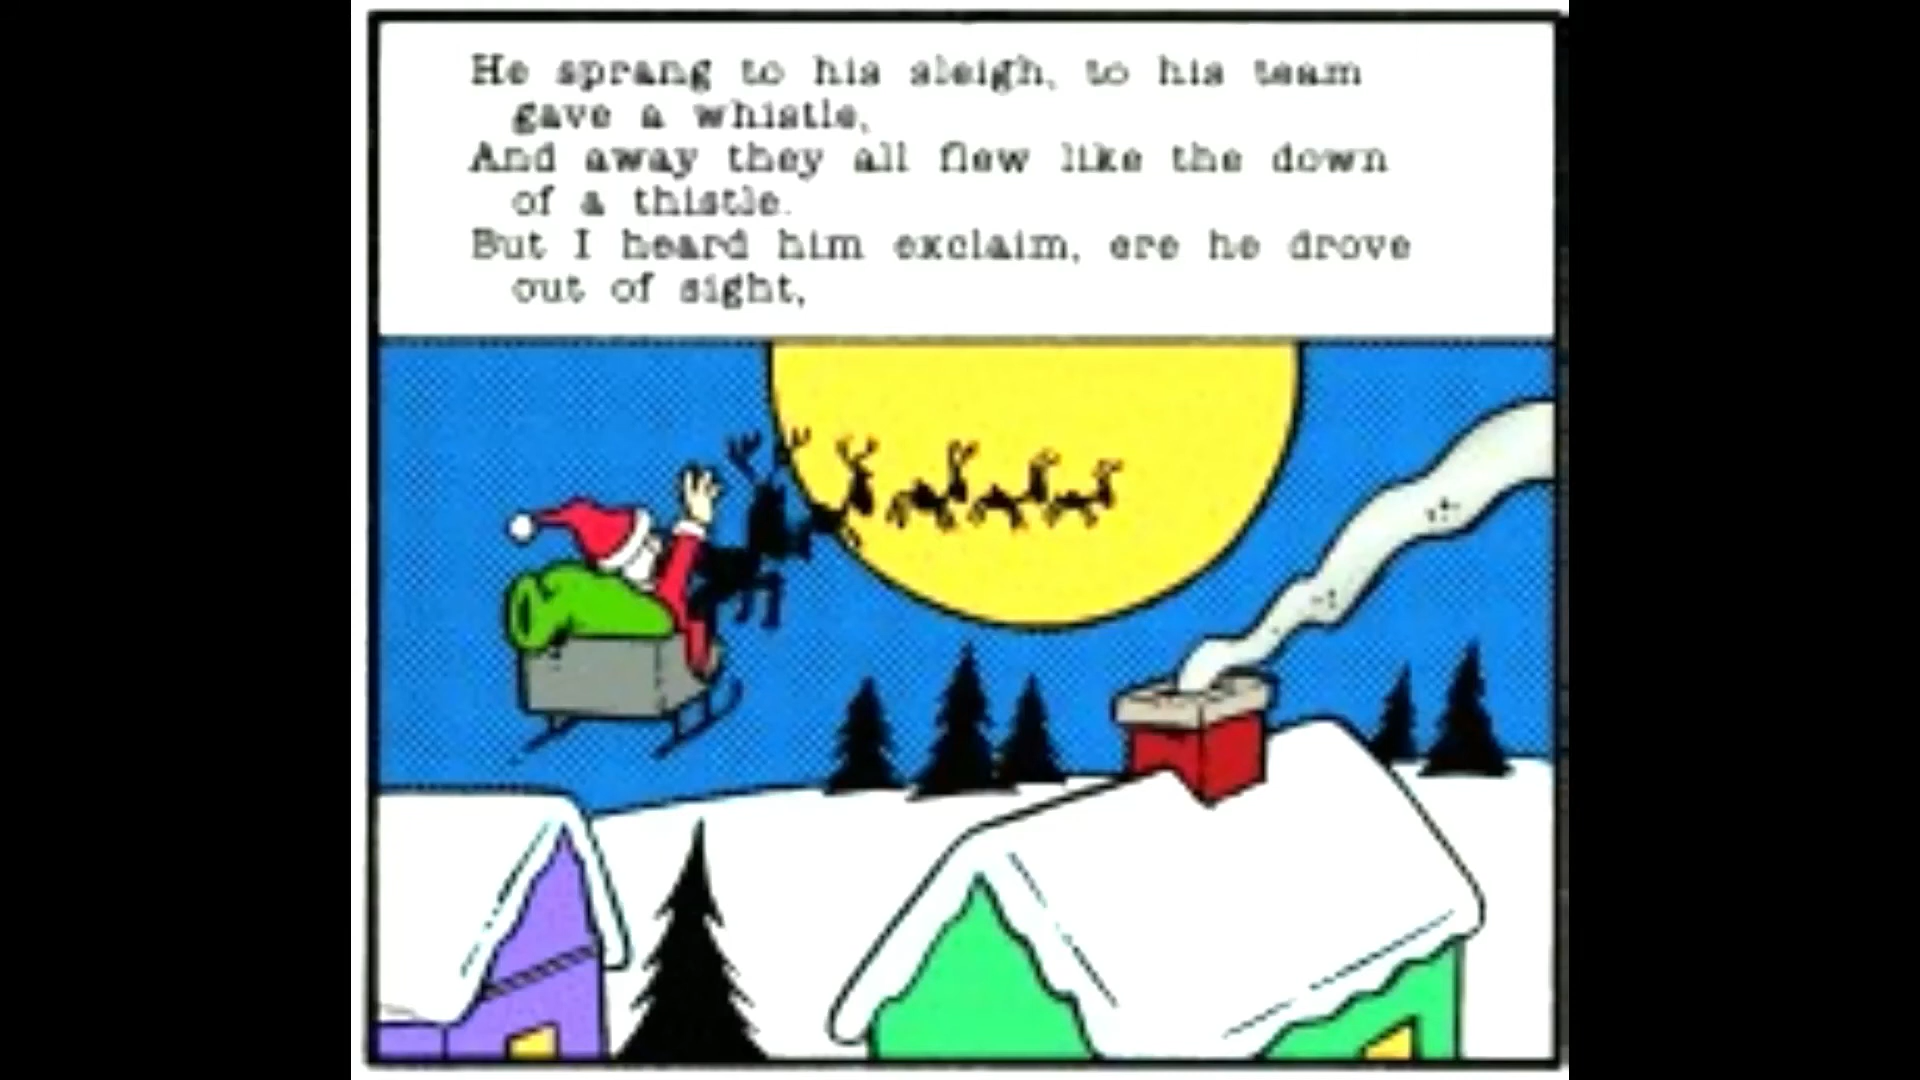 He sprang to his sleigh, to his team
gave a whistle,
And away they all flew like the down
of a thistle.
But I heard him exclaim, ere he drove
out of sight,